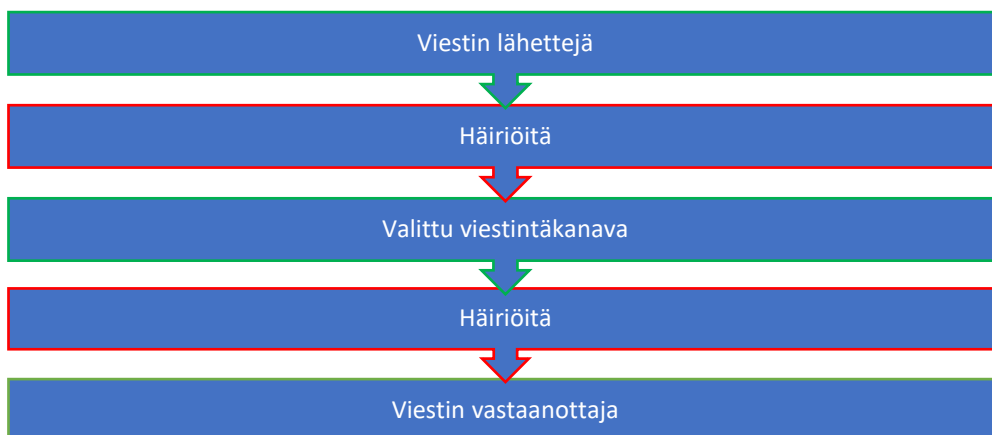 Viestin lähettejä
Häiriöitä
Valittu viestintäkanava
Häiriöitä
Viestin vastaanottaja